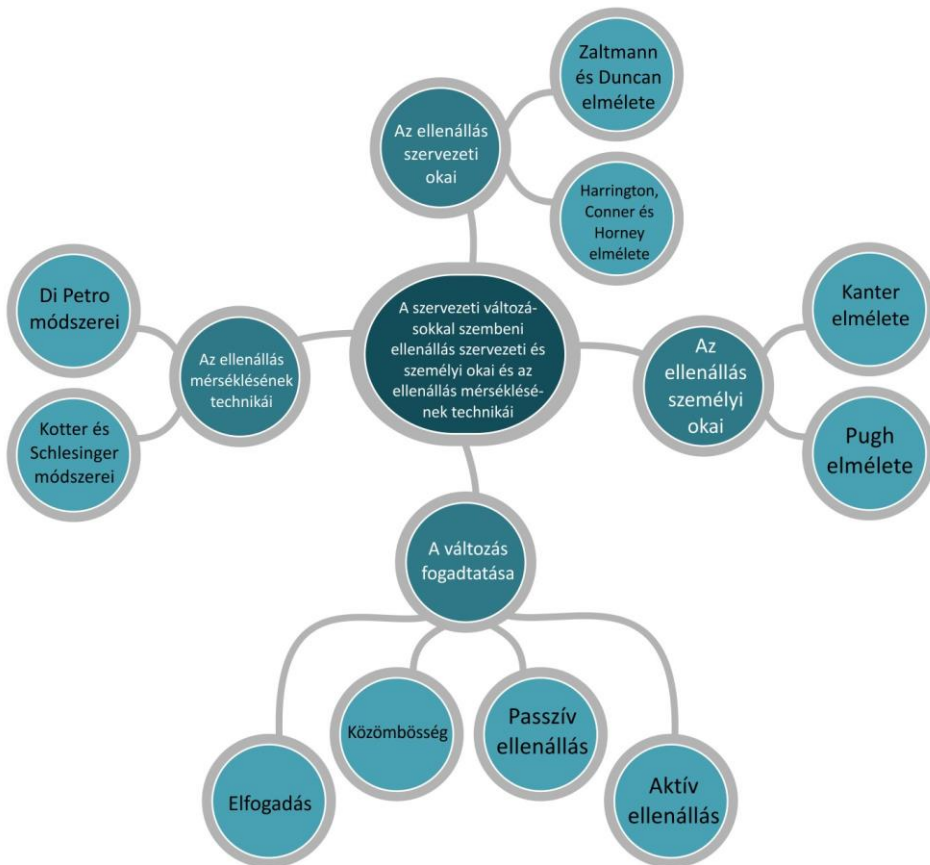 Zaltmann
és Duncan
elmélete
Az ellenállás
szervezeti
okai
Harrington,
Conner és
Horney
elmélete
Di Petro
módszerei
Az ellenállás
mérséklésének
technikái
Kotter és
Schlesinger
módszerei
A szervezeti változá-
sokkal szembeni
ellenállás szervezeti és
személyi okai és az
ellenállás mérséklésé-
nek technikái
Kanter
elmélete
Az
ellenállás
személyi
okai
Pugh
elmélete
A változás
fogadtatása
Elfogadás
Közömbösség
Passzív
ellenállás
Aktív
ellenállás